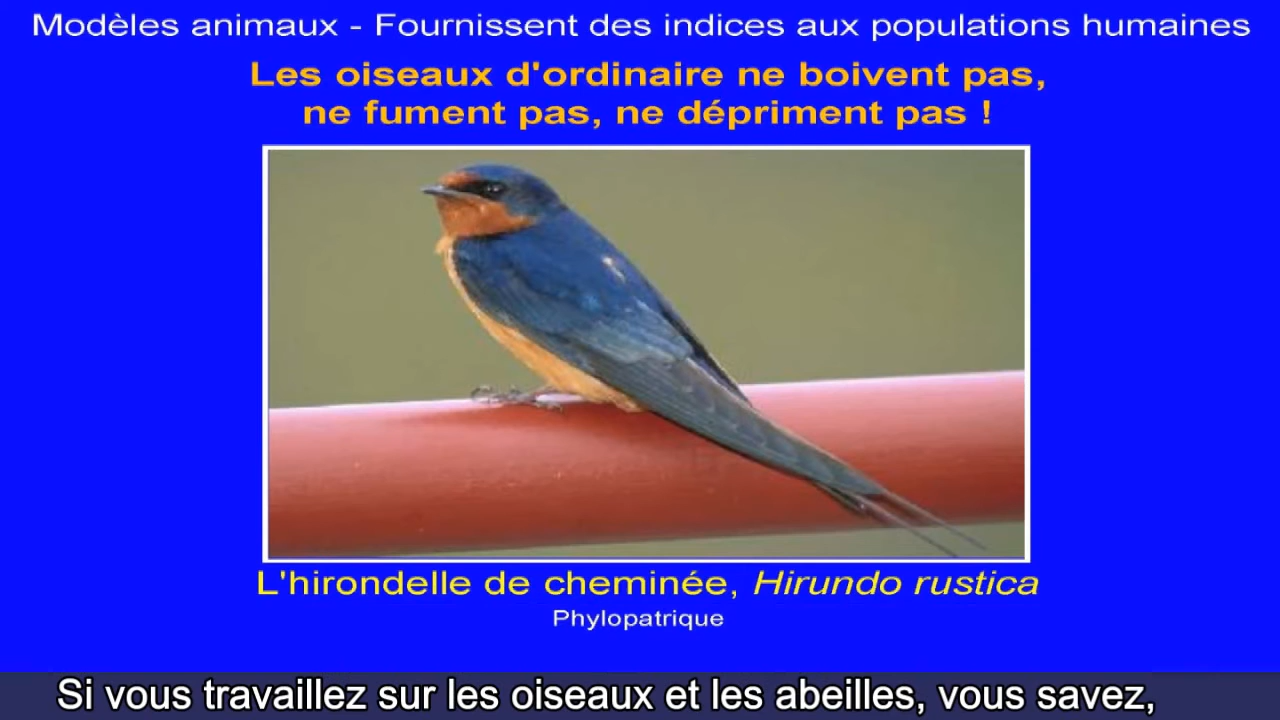 Modèles animaux - Fournissent des indices aux populations humaines
Les oiseaux d'ordinaire ne boivent pas,
ne fument pas, ne dépriment pas !
L'hirondelle de cheminée, Hirundo rustica
Phylopatrique
Si vous travaillez sur les oiseaux et les abeilles, vous savez,